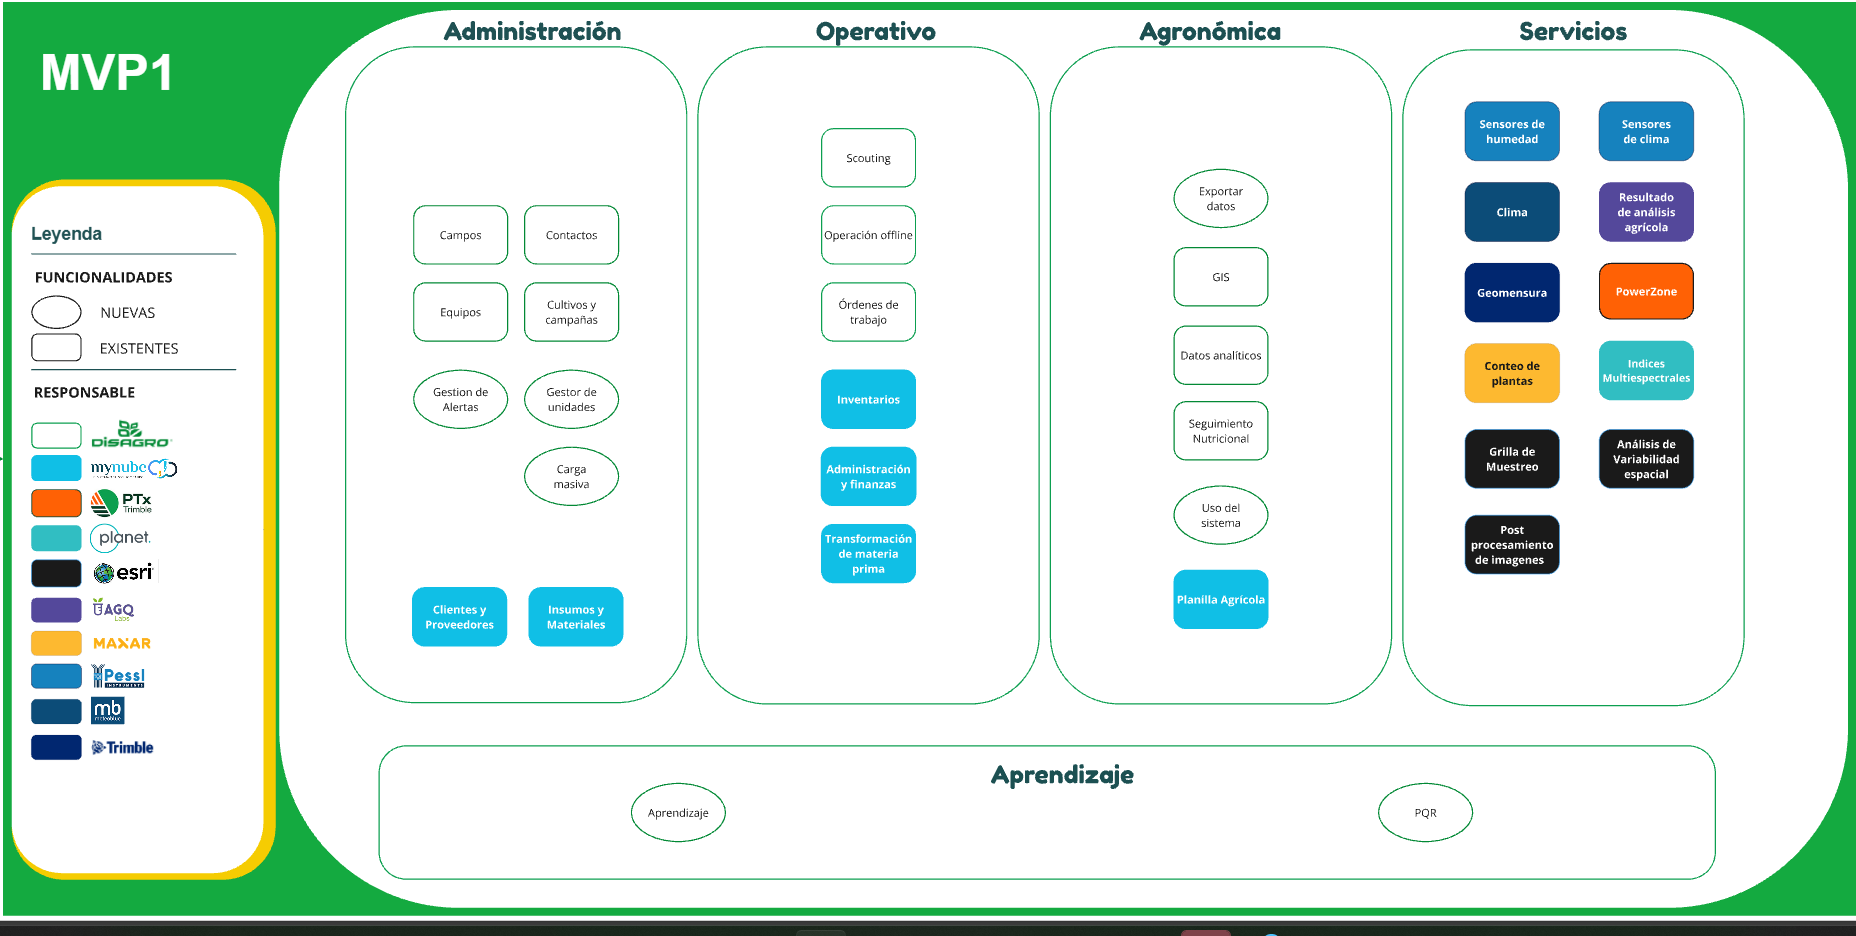 MVP1
Leyenda
FUNCIONALIDADES
NUEVAS
EXISTENTES
RESPONSABLE
DISAGRO
mynube
PTx
Trimble
planet.
esri
AGQ
Labs
MAXAR
Pessl
INSTRUMENTS
mb
meteoblue
Trimble
Administración
Campos
Contactos
Equipos
Cultivos y
campañas
Gestion de
Alertas
Gestor de
unidades
Carga
masiva
Clientes y
Proveedores
Insumos y
Materiales
Operativo
Scouting
Operación offline
Órdenes de
trabajo
Inventarios
Administración
y finanzas
Transformación
de materia
prima
Agronómica
Exportar
datos
GIS
Datos analíticos
Seguimiento
Nutricional
Uso del
sistema
Planilla Agrícola
Servicios
Sensores de
humedad
Sensores
de clima
Clima
Resultado
de análisis
agrícola
Geomensura
PowerZone
Conteo de
plantas
Indices
Multiespectrales
Grilla de
Muestreo
Análisis de
Variabilidad
espacial
Post
procesamiento
de imagenes
Aprendizaje
Aprendizaje
PQR